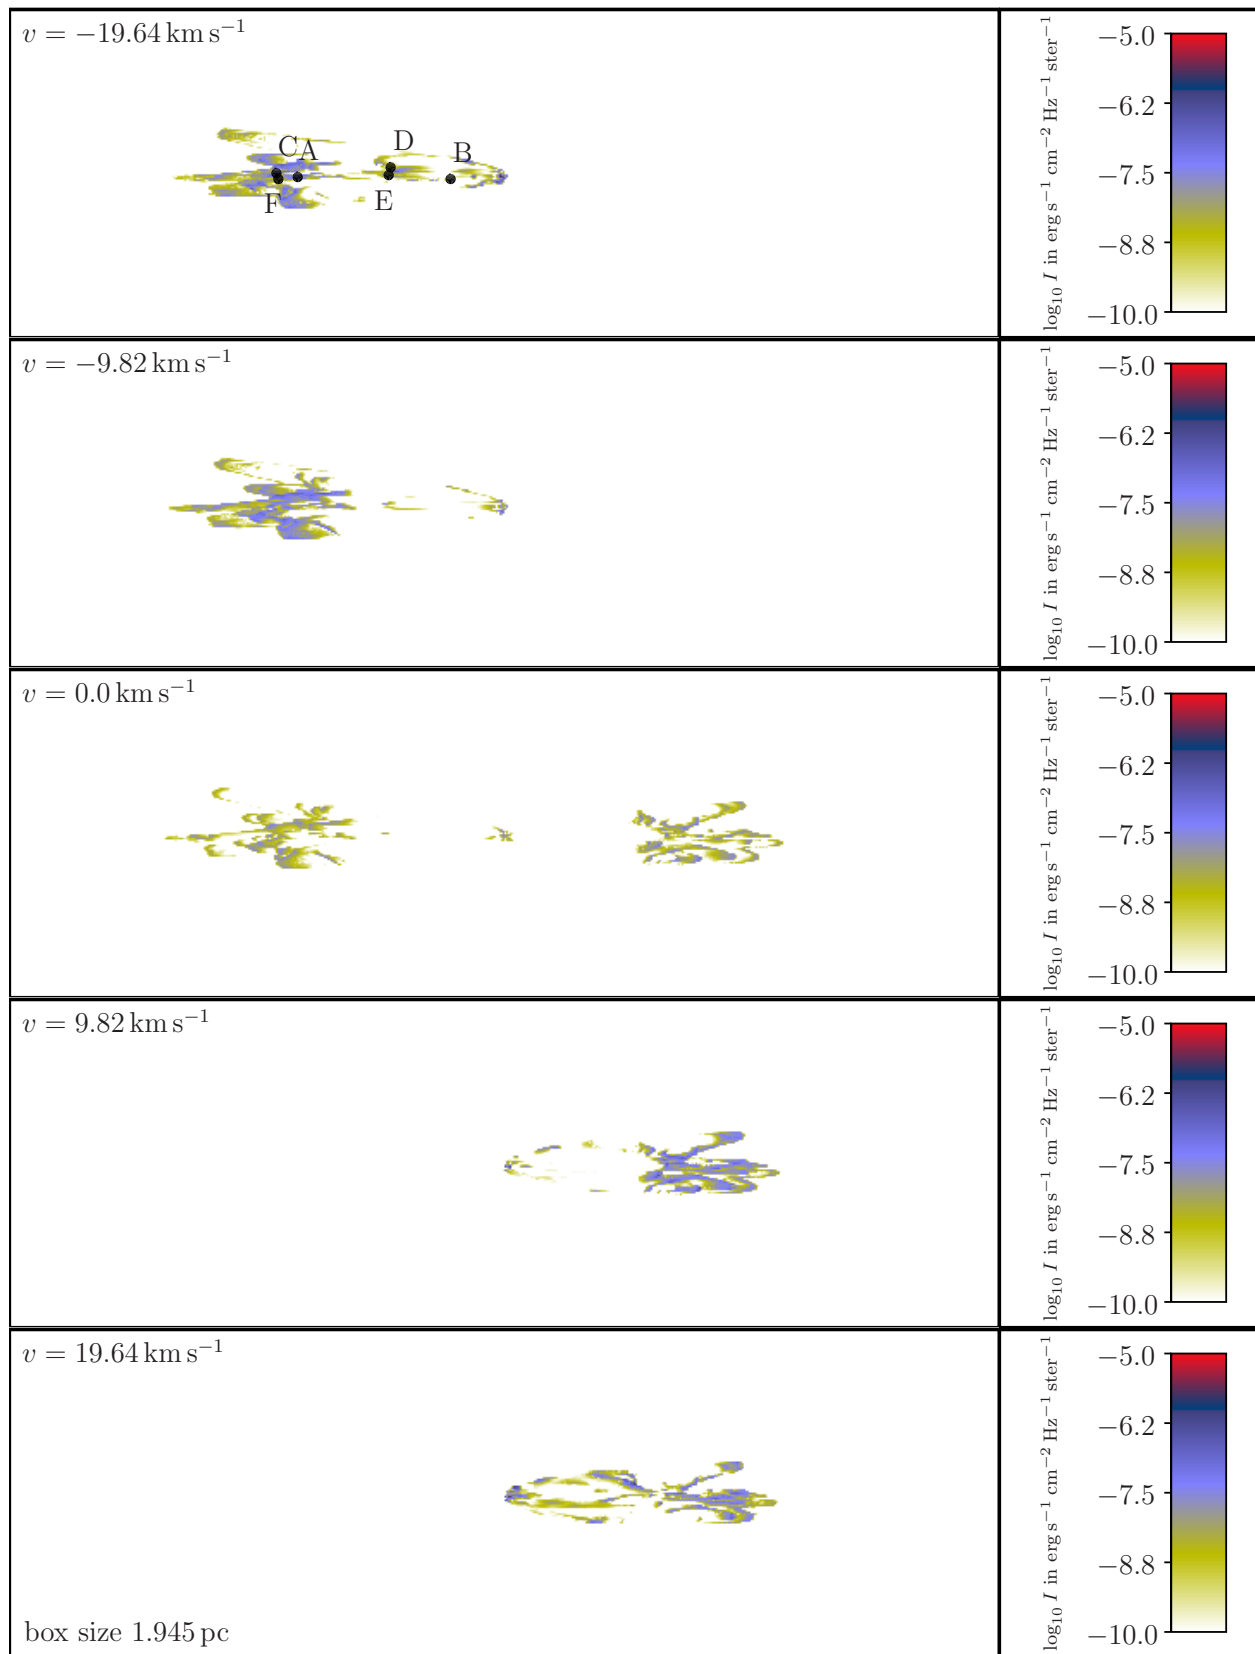 v = −19.64 km s⁻¹
C A D B
F E
log₁₀ I in erg s⁻¹ cm⁻² Hz⁻¹ ster⁻¹
−5.0
−6.2
−7.5
−8.8
−10.0
v = −9.82 km s⁻¹
log₁₀ I in erg s⁻¹ cm⁻² Hz⁻¹ ster⁻¹
−5.0
−6.2
−7.5
−8.8
−10.0
v = 0.0 km s⁻¹
log₁₀ I in erg s⁻¹ cm⁻² Hz⁻¹ ster⁻¹
−5.0
−6.2
−7.5
−8.8
−10.0
v = 9.82 km s⁻¹
log₁₀ I in erg s⁻¹ cm⁻² Hz⁻¹ ster⁻¹
−5.0
−6.2
−7.5
−8.8
−10.0
v = 19.64 km s⁻¹
box size 1.945 pc
log₁₀ I in erg s⁻¹ cm⁻² Hz⁻¹ ster⁻¹
−5.0
−6.2
−7.5
−8.8
−10.0